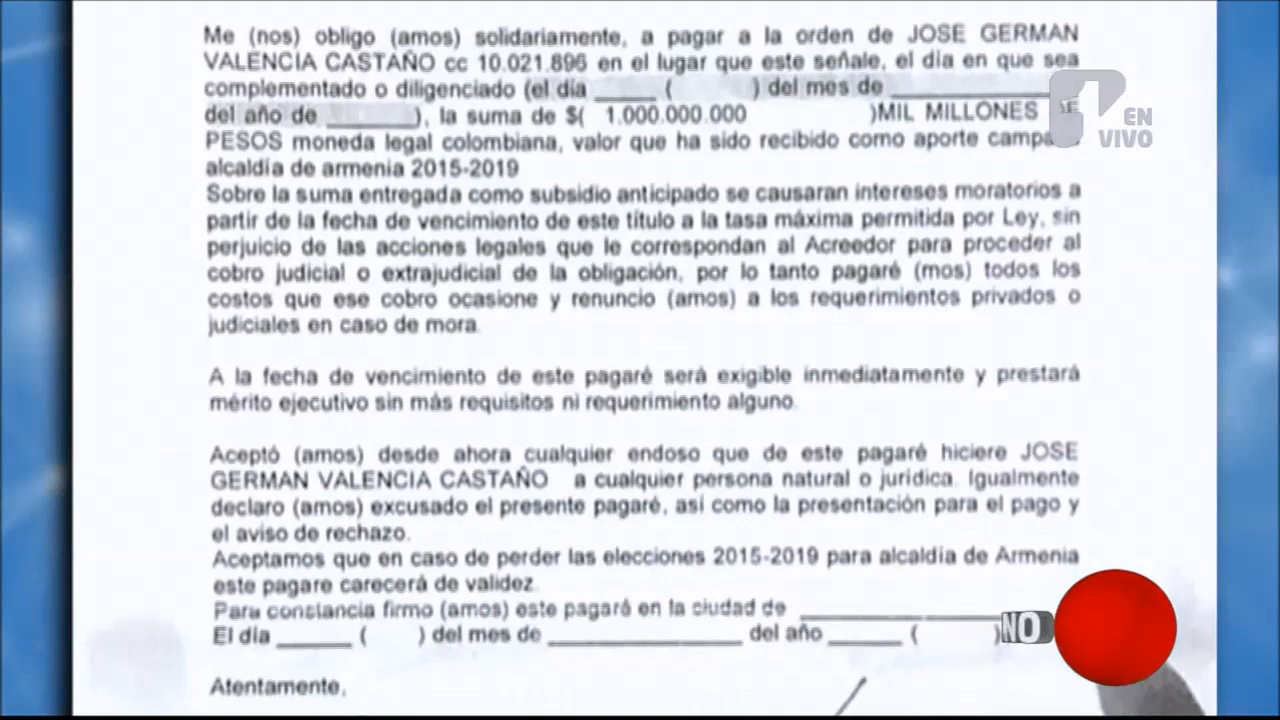 Me (nos) obligo (amos) solidariamente, a pagar a la orden de JOSE GERMAN
VALENCIA CASTAÑO cc 10.021.896 en el lugar que este señale, el día en que sea
complementado o diligenciado (el día _____ ( ) del mes de _____________
del año de _______), la suma de $( 1.000.000.000 )MIL MILLONES
PESOS moneda legal colombiana, valor que ha sido recibido como aporte
alcaldía de armenia 2015-2019
Sobre la suma entregada como subsidio anticipado se causaran intereses moratorios a
partir de la fecha de vencimiento de este título a la tasa máxima permitida por Ley, sin
perjuicio de las acciones legales que le correspondan al Acreedor para proceder al
cobro judicial o extrajudicial de la obligación, por lo tanto pagaré (mos) todos los
costos que ese cobro ocasione y renuncio (amos) a los requerimientos privados o
judiciales en caso de mora.
A la fecha de vencimiento de este pagaré será exigible inmediatamente y prestará
mérito ejecutivo sin más requisitos ni requerimiento alguno.
Aceptó (amos) desde ahora cualquier endoso que de este pagaré hiciere JOSE
GERMAN VALENCIA CASTAÑO a cualquier persona natural o jurídica. Igualmente
declaro (amos) excusado el presente pagaré, así como la presentación para el pago y
el aviso de rechazo.
Aceptamos que en caso de perder las elecciones 2015-2019 para alcaldía de Armenia
este pagare carecerá de validez.
Para constancia firmo (amos) este pagaré en la ciudad de _______________
El día ______ ( ) del mes de _______________ del año ______ ( )
Atentamente,
1 EN VIVO
NO